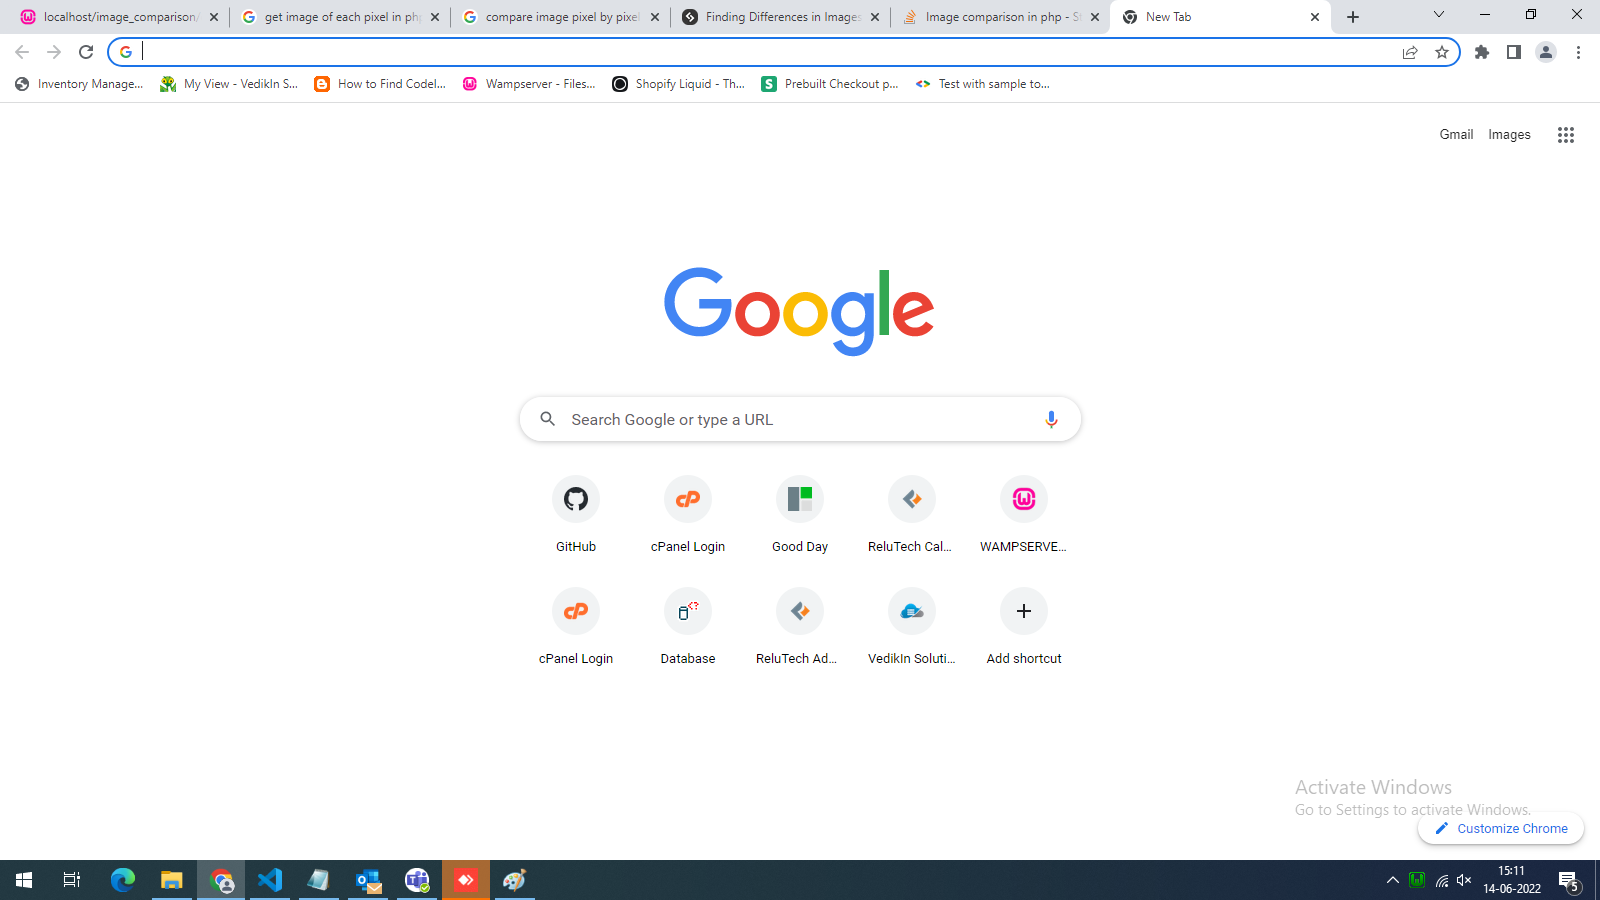 localhost/image_comparison/
get image of each pixel in php
compare image pixel by pixel
Finding Differences in Images
Image comparison in php - St
New Tab
Inventory Manage...
My View - VedikIn S...
How to Find CodeI...
Wampserver - Files...
Shopify Liquid - Th...
Prebuilt Checkout p...
Test with sample to...
Gmail
Images
Google
Search Google or type a URL
GitHub
cPanel Login
Good Day
ReluTech Cal...
WAMPSERVE...
cPanel Login
Database
ReluTech Ad...
VedikIn Soluti...
Add shortcut
Activate Windows
Go to Settings to activate Windows.
Customize Chrome
15:11
14-06-2022
5